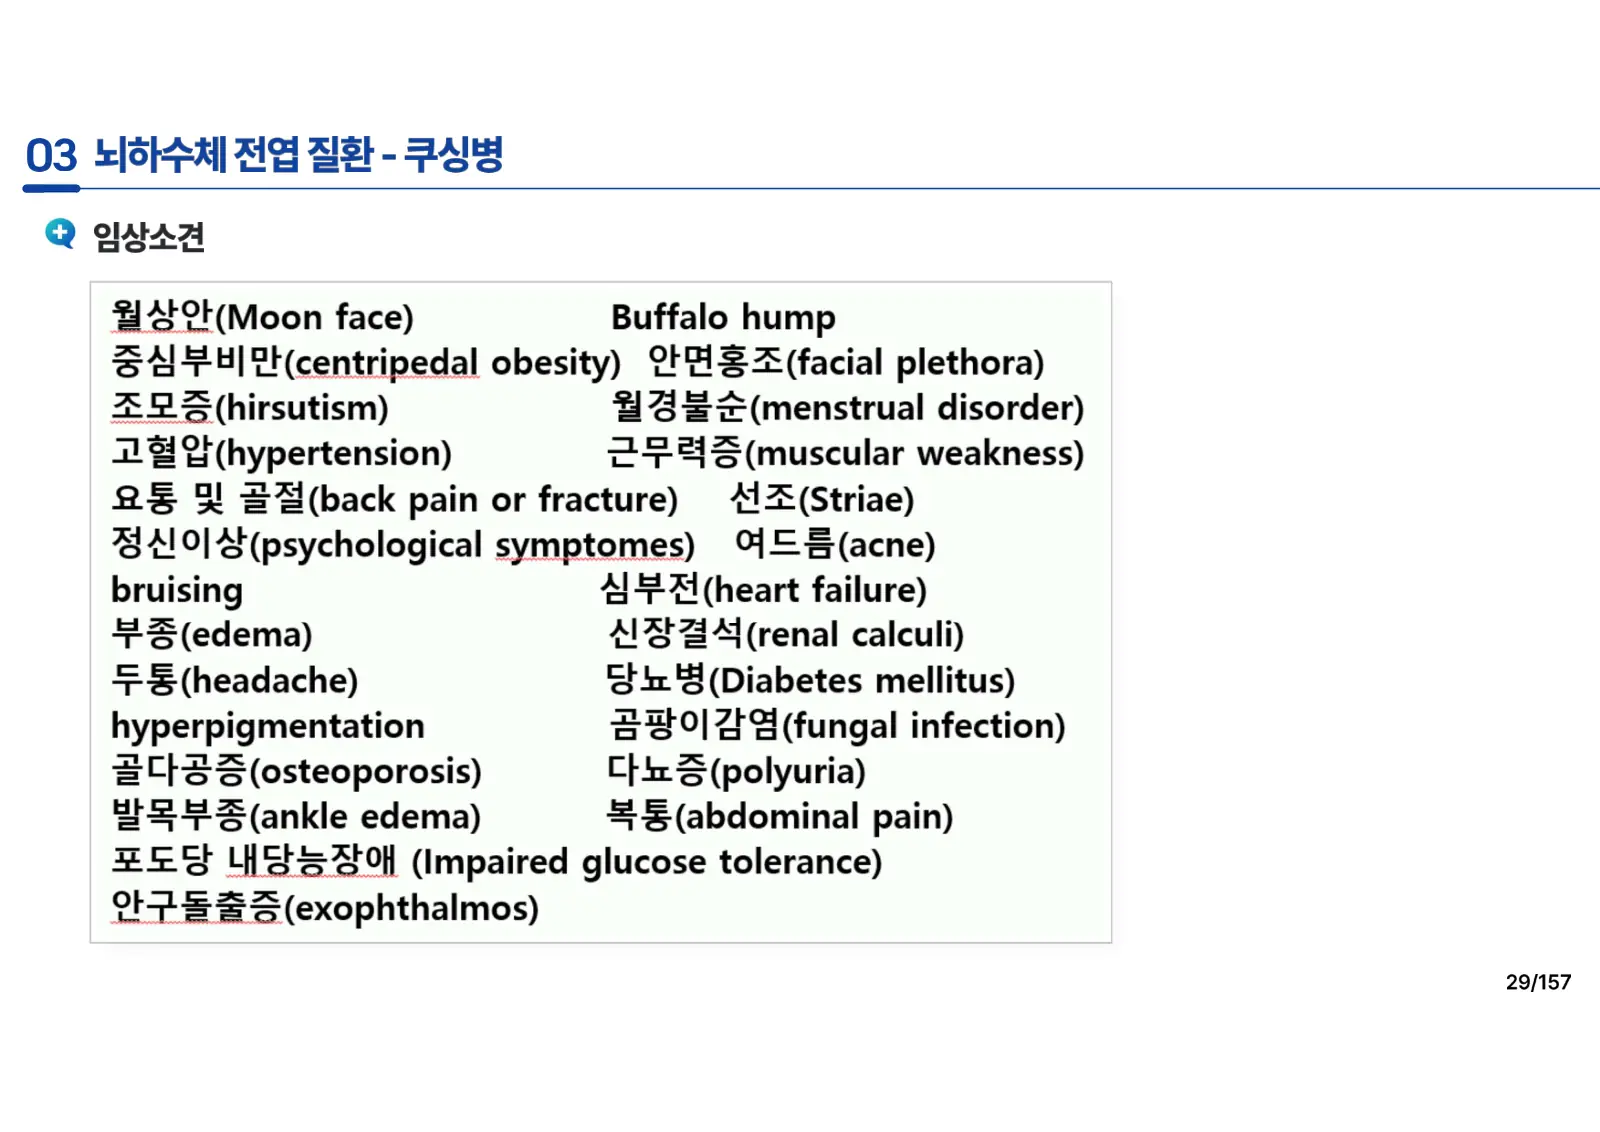 03 뇌하수체 전엽 질환 - 쿠싱병
임상소견
월상안(Moon face) Buffalo hump
중심부비만(centripedal obesity) 안면홍조(facial plethora)
조모증(hirsutism) 월경불순(menstrual disorder)
고혈압(hypertension) 근무력증(muscular weakness)
요통 및 골절(back pain or fracture) 선조(Striae)
정신이상(psychological symptomes) 여드름(acne)
bruising 심부전(heart failure)
부종(edema) 신장결석(renal calculi)
두통(headache) 당뇨병(Diabetes mellitus)
hyperpigmentation 곰팡이감염(fungal infection)
골다공증(osteoporosis) 다뇨증(polyuria)
발목부종(ankle edema) 복통(abdominal pain)
포도당 내당능장애 (Impaired glucose tolerance)
안구돌출증(exophthalmos)
29/157